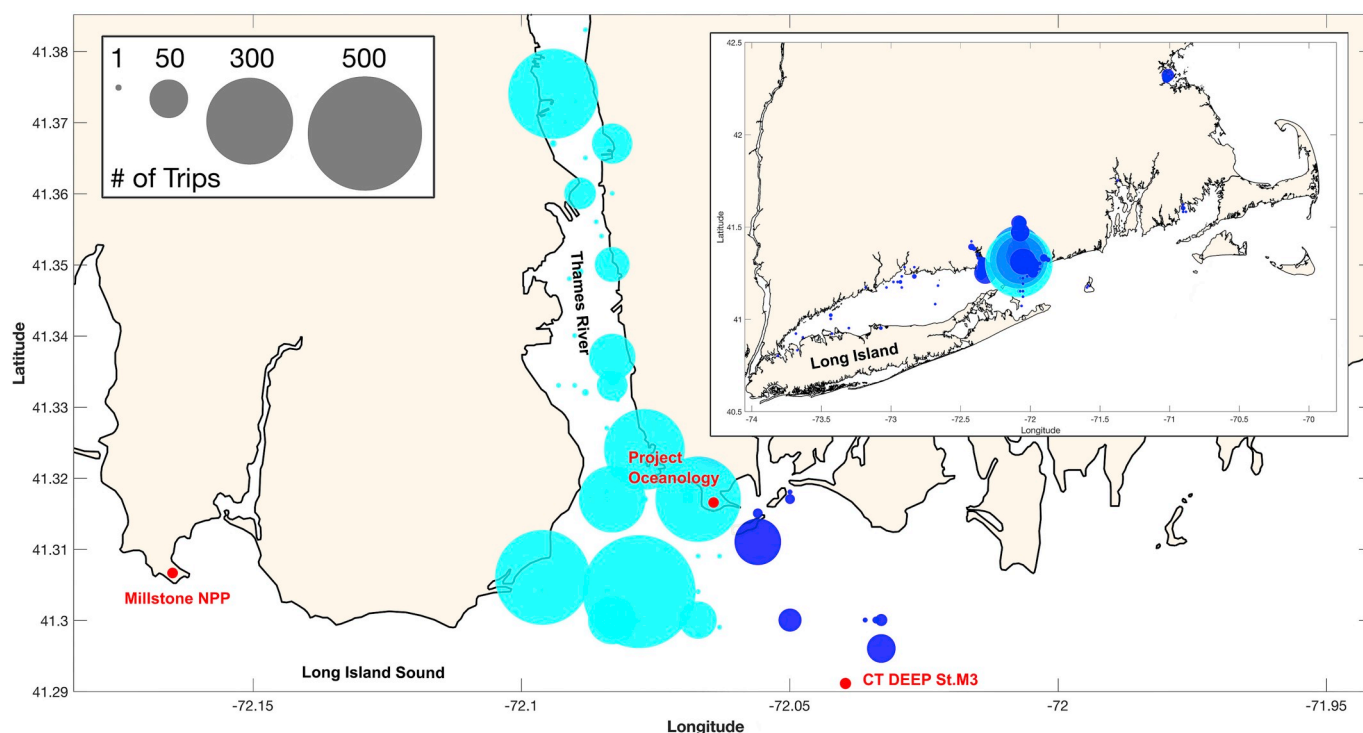 1 50 300 500
# of Trips
41.38
41.37
41.36
41.35
41.34
41.33
41.32
41.31
41.3
41.29
Latitude
-72.15
-72.1
-72.05
-72
-71.95
Longitude
Thames River
Project
Oceanology
Millstone NPP
Long Island Sound
CT DEEP St.M3
42.5
42
41.5
41
40.5
Latitude
Long Island
-74
-73.5
-73
-72.5
-72
-71.5
-71
-70.5
-70
Longitude